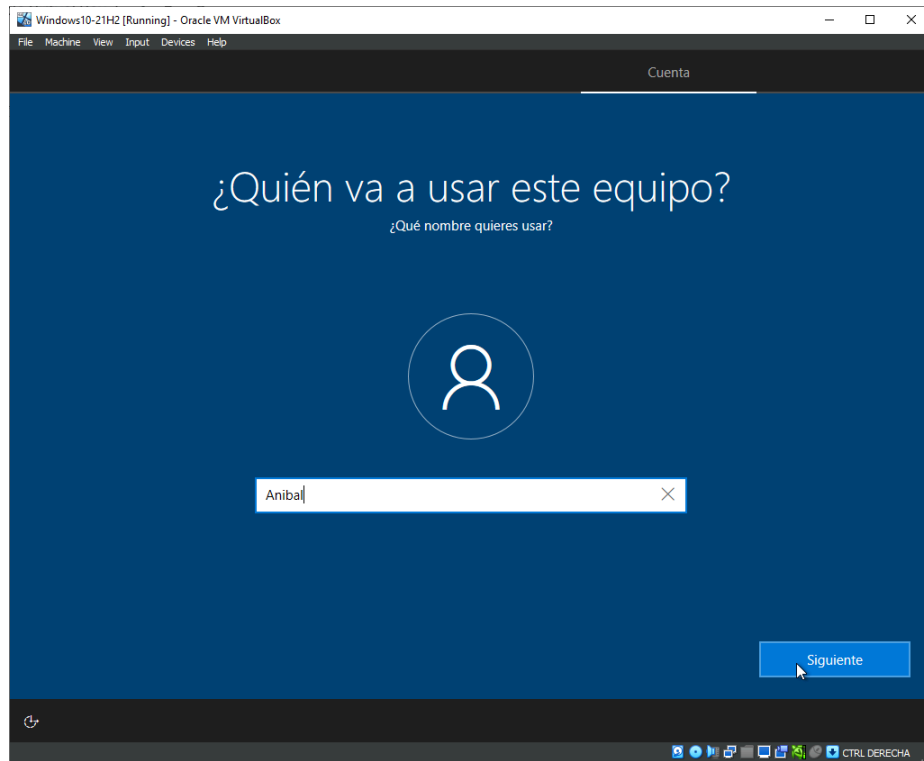 Windows10-21H2 [Running] - Oracle VM VirtualBox
File Machine View Input Devices Help
Cuenta
¿Quién va a usar este equipo?
¿Qué nombre quieres usar?
Anibal
Siguiente
CTRL DERECHA